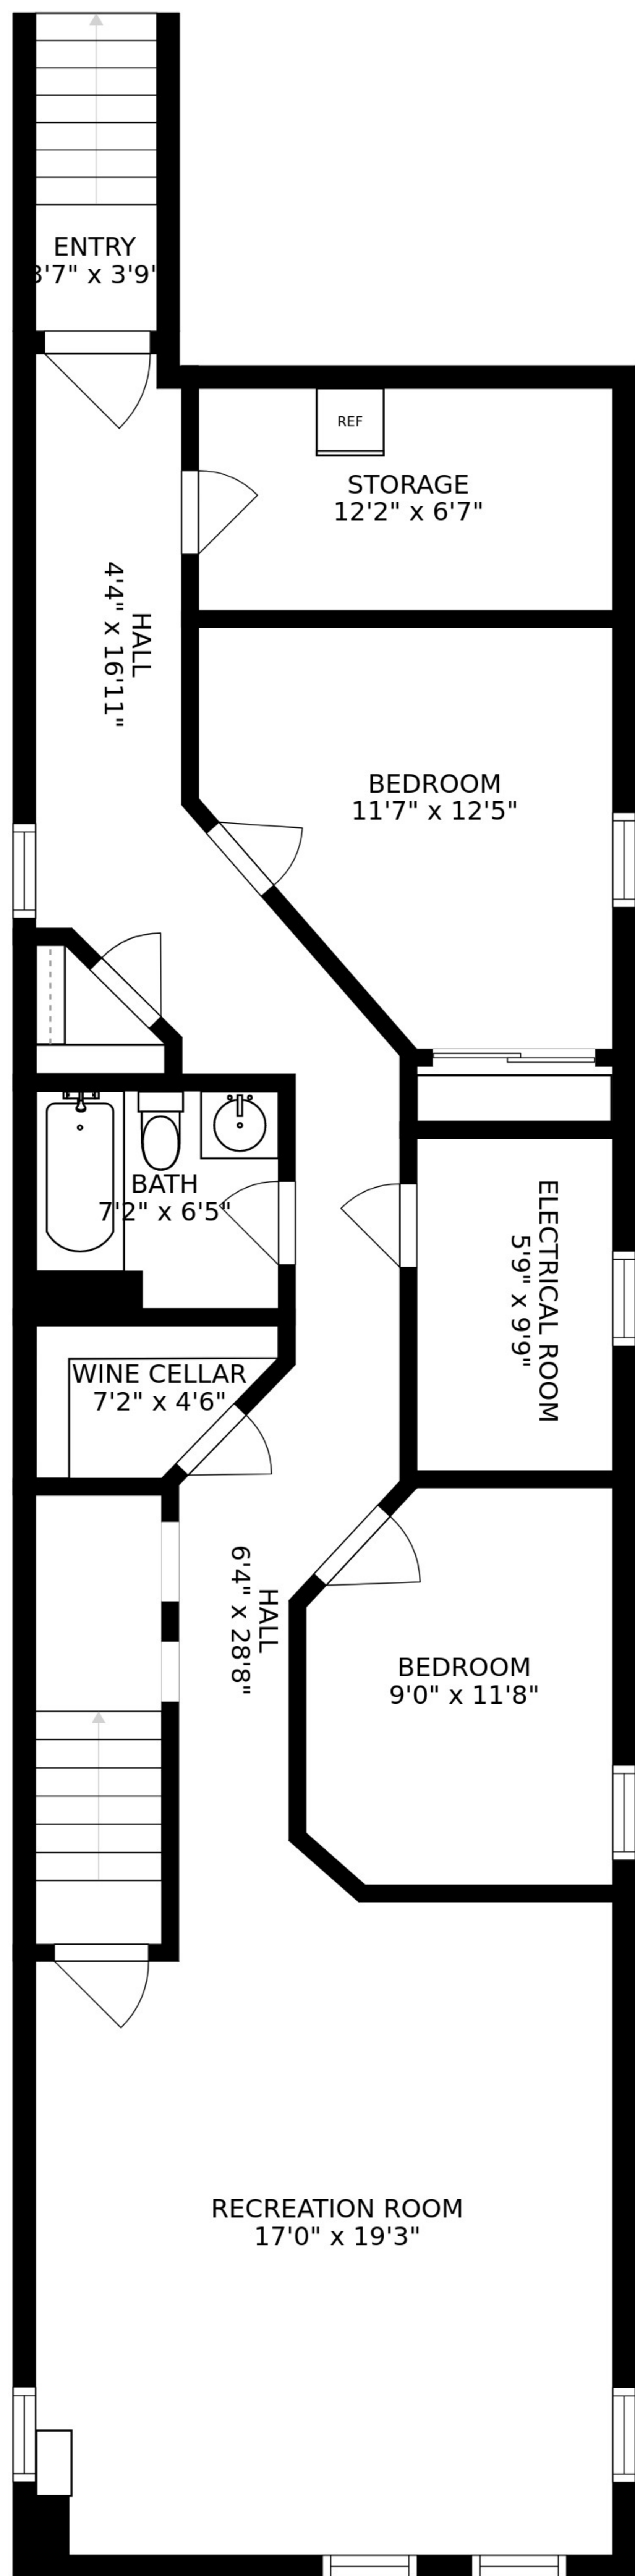 ENTRY
3'7" x 3'9"
REF
STORAGE
12'2" x 6'7"
HALL
4'4" x 16'11"
BEDROOM
11'7" x 12'5"
BATH
7'2" x 6'5"
ELECTRICAL ROOM
5'9" x 9'9"
WINE CELLAR
7'2" x 4'6"
HALL
6'4" x 28'8"
BEDROOM
9'0" x 11'8"
RECREATION ROOM
17'0" x 19'3"